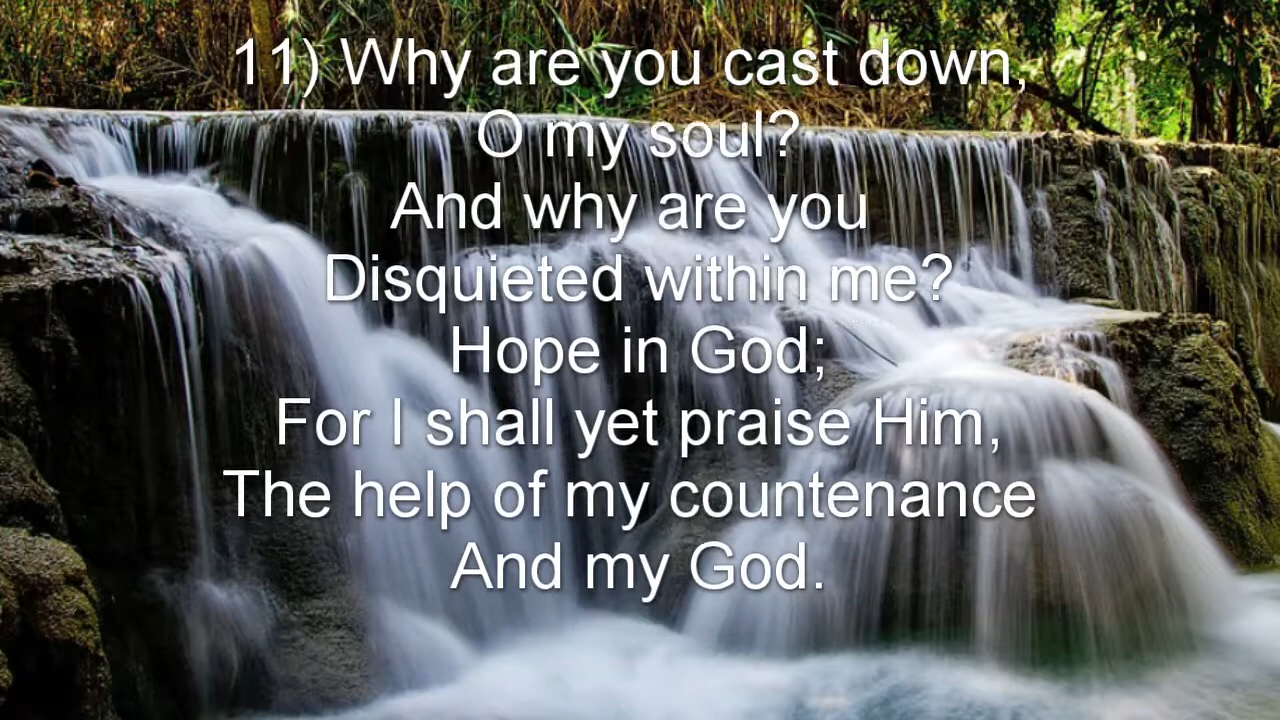 11) Why are you cast down,
O my soul?
And why are you
Disquieted within me?
Hope in God;
For I shall yet praise Him,
The help of my countenance
And my God.